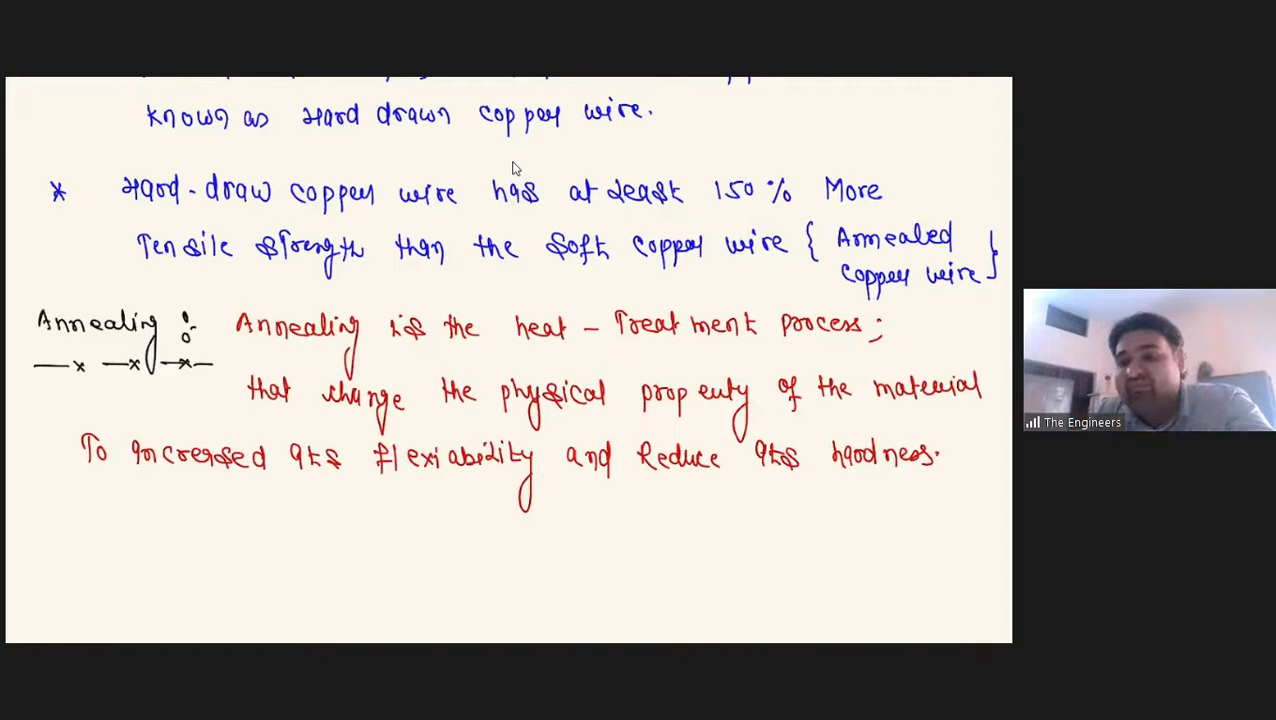 known as Hard drawn copper wire.
* Hard-draw copper wire has at least 150% More
Tensile strength than the soft copper wire { Annealed
copper wire }
Annealing : Annealing is the heat - Treatment process;
that change the physical property of the material
To increased its flexiability and Reduce its hardness.
The Engineers